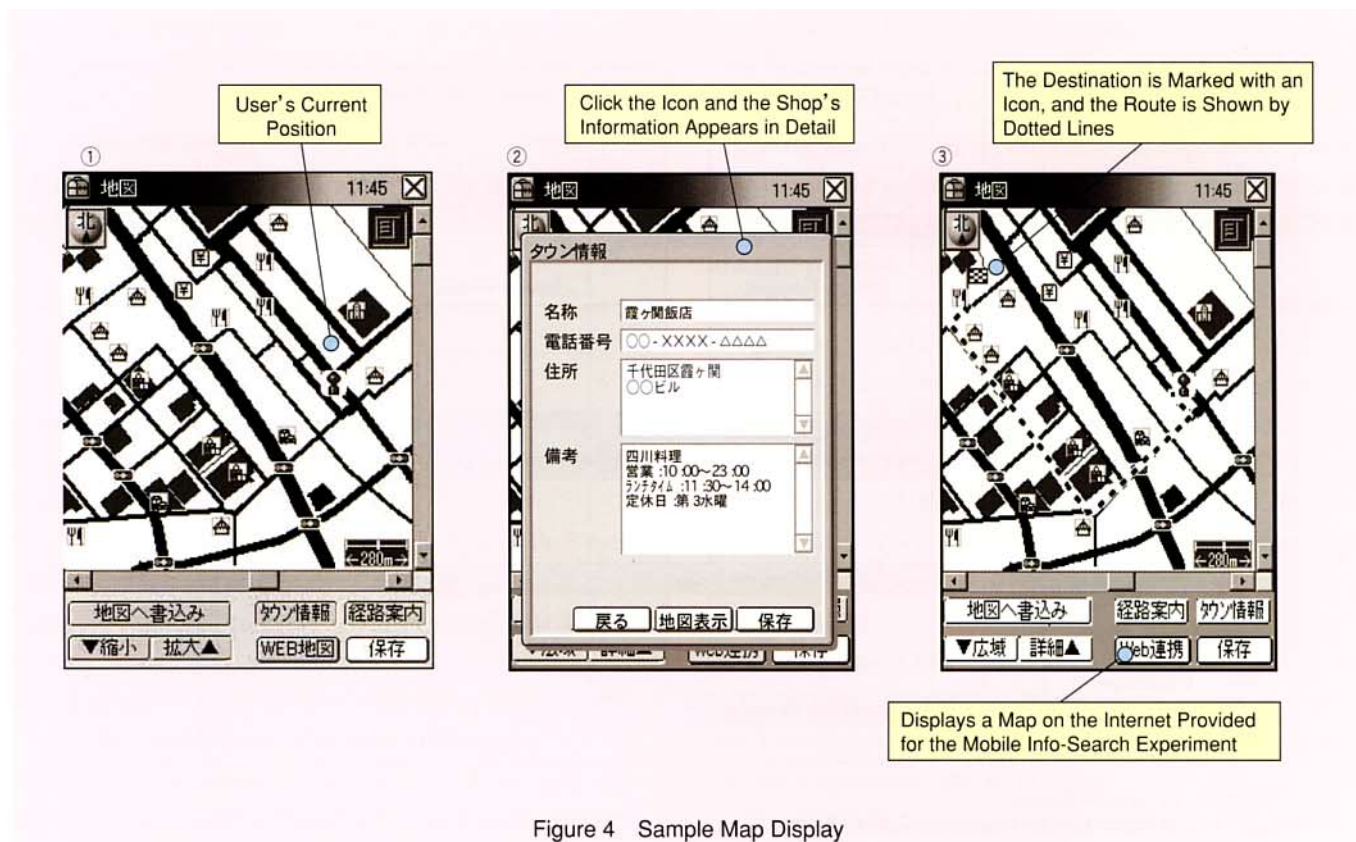 User's Current
Position
Click the Icon and the Shop's
Information Appears in Detail
The Destination is Marked with an
Icon, and the Route is Shown by
Dotted Lines
①
地図
11:45
北
←280m→
地図へ書込み
タウン情報
経路案内
▼縮小
拡大▲
WEB地図
保存
②
地図
11:45
北
タウン情報
名称
霞ヶ関飯店
電話番号
○○-XXXX-△△△△
住所
千代田区霞ヶ関
○○ビル
備考
四川料理
営業:10:00～23:00
ランチタイム:11:30～14:00
定休日:第3水曜
戻る
地図表示
保存
③
地図
11:45
北
←280m→
地図へ書込み
経路案内
タウン情報
▼広域
詳細▲
Web連携
保存
Displays a Map on the Internet Provided
for the Mobile Info-Search Experiment
Figure 4 Sample Map Display